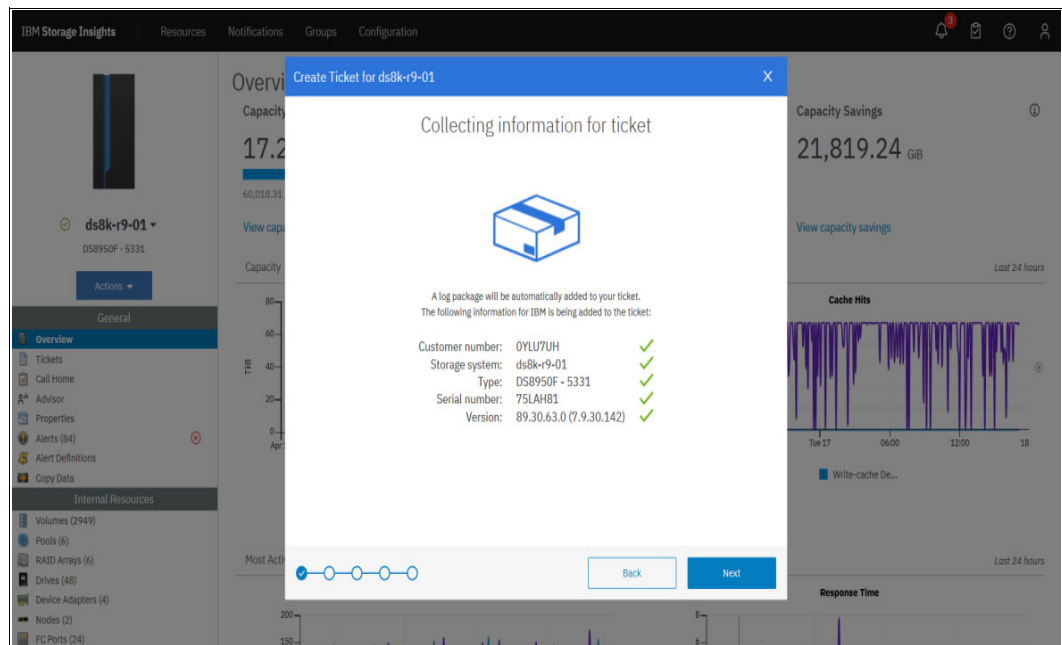 IBM Storage Insights Resources Notifications Groups Configuration 3
Create Ticket for ds8k-r9-01 X
Overvi
Capacity
17.2
60,018.31
View capa
Capacity
Capacity Savings
21,819.24 GiB
View capacity savings
Last 24 hours
ds8k-r9-01
DS8950F - 5331
Actions
General
Overview
Tickets
Call Home
Advisor
Properties
Alerts (84)
Alert Definitions
Copy Data
Internal Resources
Volumes (2949)
Pools (6)
RAID Arrays (6)
Drives (48)
Device Adapters (4)
Nodes (2)
FC Ports (24)
Collecting information for ticket
A log package will be automatically added to your ticket.
The following information for IBM is being added to the ticket:
Customer number: 0YLU7UH
Storage system: ds8k-r9-01
Type: DS8950F - 5331
Serial number: 75LAH81
Version: 89.30.63.0 (7.9.30.142)
Back Next
80
60
40
20
0
TiB
Apr
Cache Hits
Tue 17 06:00 12:00 18
Write-cache De...
Most Acti
Last 24 hours
200
150
Response Time
8
6